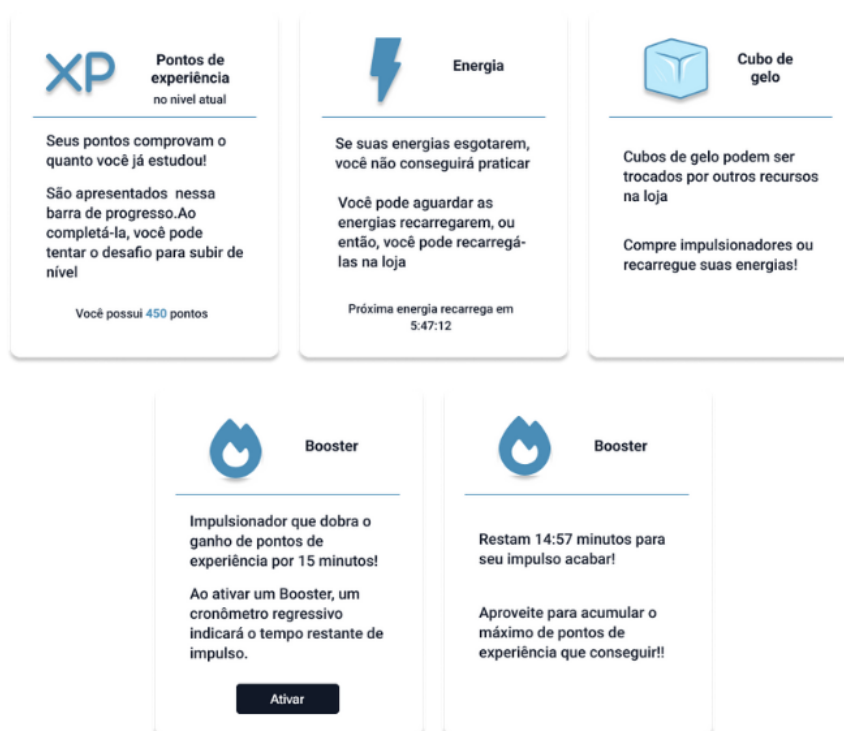 XP
Pontos de
experiência
no nivel atual
Seus pontos comprovam o
quanto você já estudou!
São apresentados nessa
barra de progresso.Ao
completá-la, você pode
tentar o desafio para subir de
nível
Você possui 450 pontos
Energia
Se suas energias esgotarem,
você não conseguirá praticar
Você pode aguardar as
energias recarregarem, ou
então, você pode recarregá-
las na loja
Próxima energia recarrega em
5:47:12
Cubo de
gelo
Cubos de gelo podem ser
trocados por outros recursos
na loja
Compre impulsionadores ou
recarregue suas energias!
Booster
Impulsionador que dobra o
ganho de pontos de
experiência por 15 minutos!
Ao ativar um Booster, um
cronômetro regressivo
indicará o tempo restante de
impulso.
Ativar
Booster
Restam 14:57 minutos para
seu impulso acabar!
Aproveite para acumular o
máximo de pontos de
experiência que conseguir!!